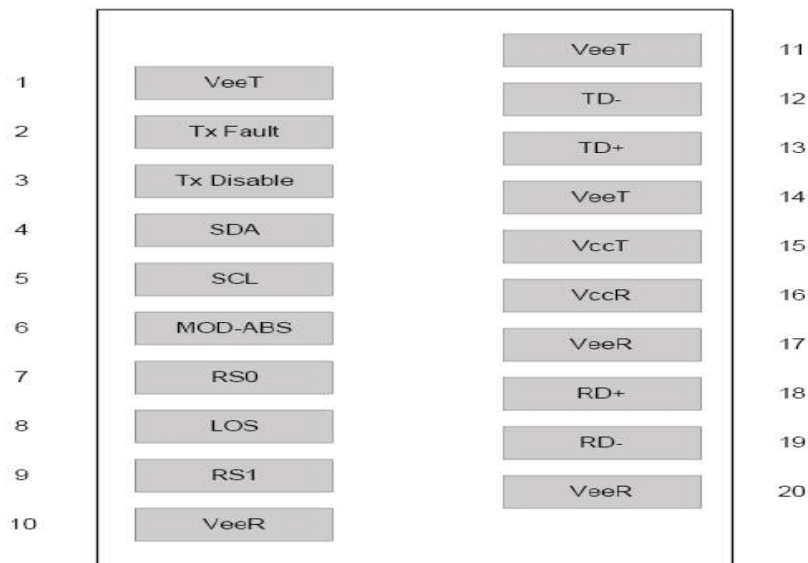 VeeT 11
1 VeeT
TD- 12
2 Tx Fault
TD+ 13
3 Tx Disable
VeeT 14
4 SDA
VccT 15
5 SCL
VccR 16
6 MOD-ABS
VeeR 17
7 RS0
RD+ 18
8 LOS
RD- 19
9 RS1
VeeR 20
10 VeeR